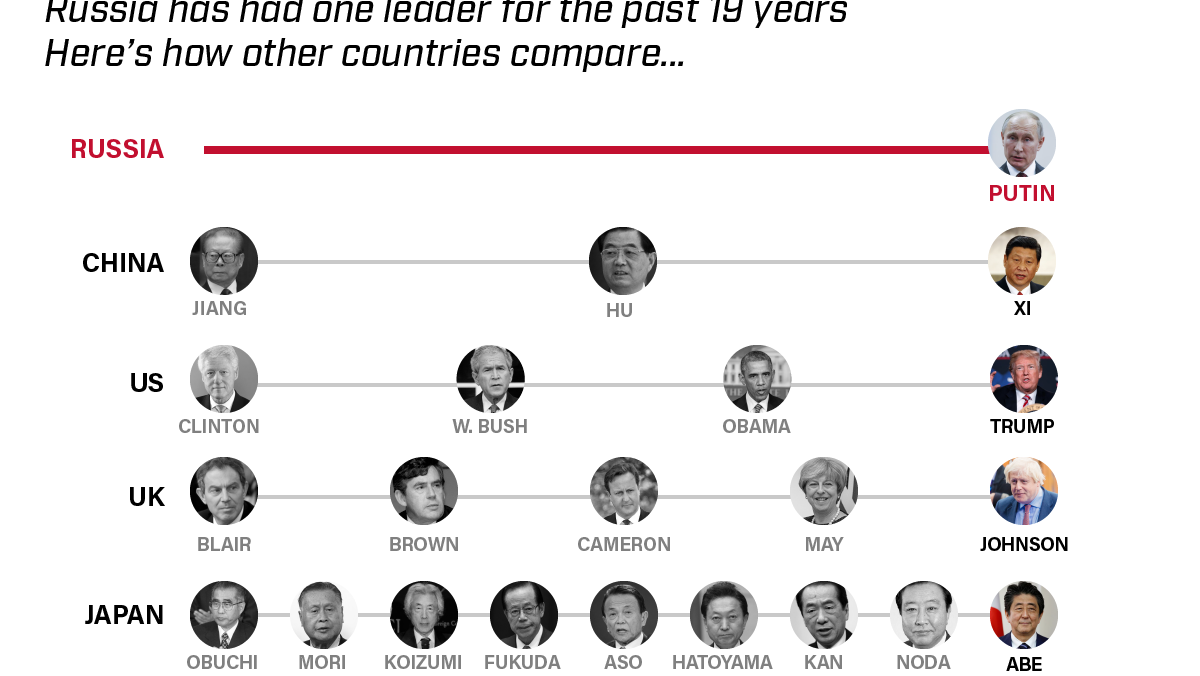 Russia has had one leader for the past 19 years
Here's how other countries compare...
RUSSIA
PUTIN
CHINA
JIANG
HU
XI
US
CLINTON
W. BUSH
OBAMA
TRUMP
UK
BLAIR
BROWN
CAMERON
MAY
JOHNSON
JAPAN
OBUCHI
MORI
KOIZUMI
FUKUDA
ASO
HATOYAMA
KAN
NODA
ABE